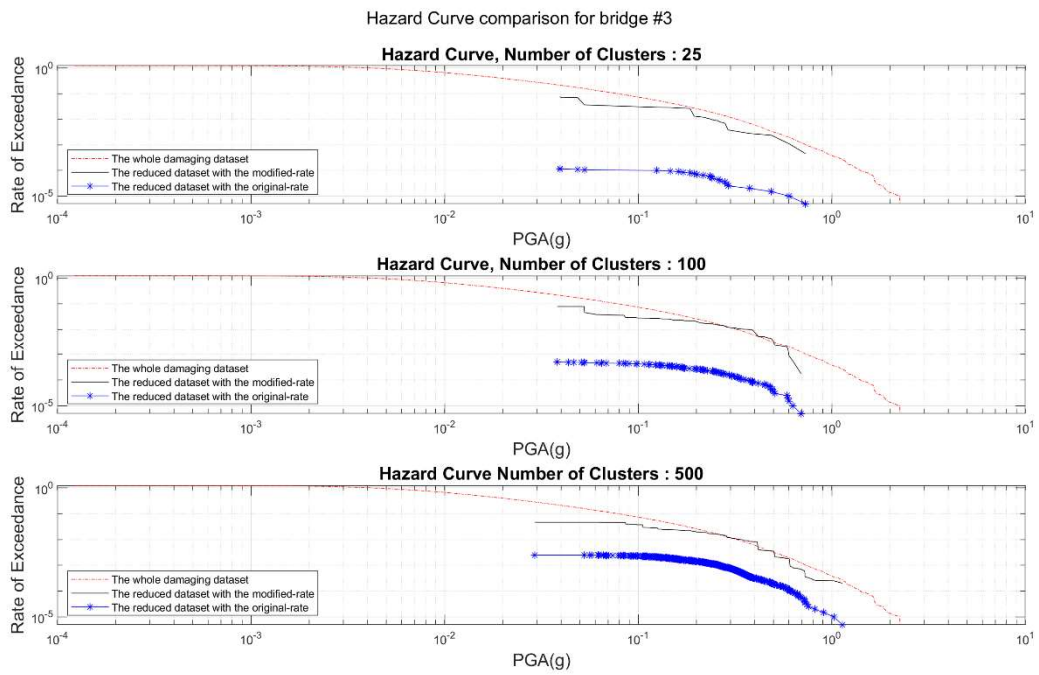 Hazard Curve comparison for bridge #3
Hazard Curve, Number of Clusters : 25
Rate of Exceedance
10^0
10^-5
The whole damaging dataset
The reduced dataset with the modified-rate
The reduced dataset with the original-rate
10^-4 10^-3 10^-2 10^-1 10^0 10^1
PGA(g)
Hazard Curve, Number of Clusters : 100
Rate of Exceedance
10^0
10^-5
The whole damaging dataset
The reduced dataset with the modified-rate
The reduced dataset with the original-rate
10^-4 10^-3 10^-2 10^-1 10^0 10^1
PGA(g)
Hazard Curve Number of Clusters : 500
Rate of Exceedance
10^0
10^-5
The whole damaging dataset
The reduced dataset with the modified-rate
The reduced dataset with the original-rate
10^-4 10^-3 10^-2 10^-1 10^0 10^1
PGA(g)